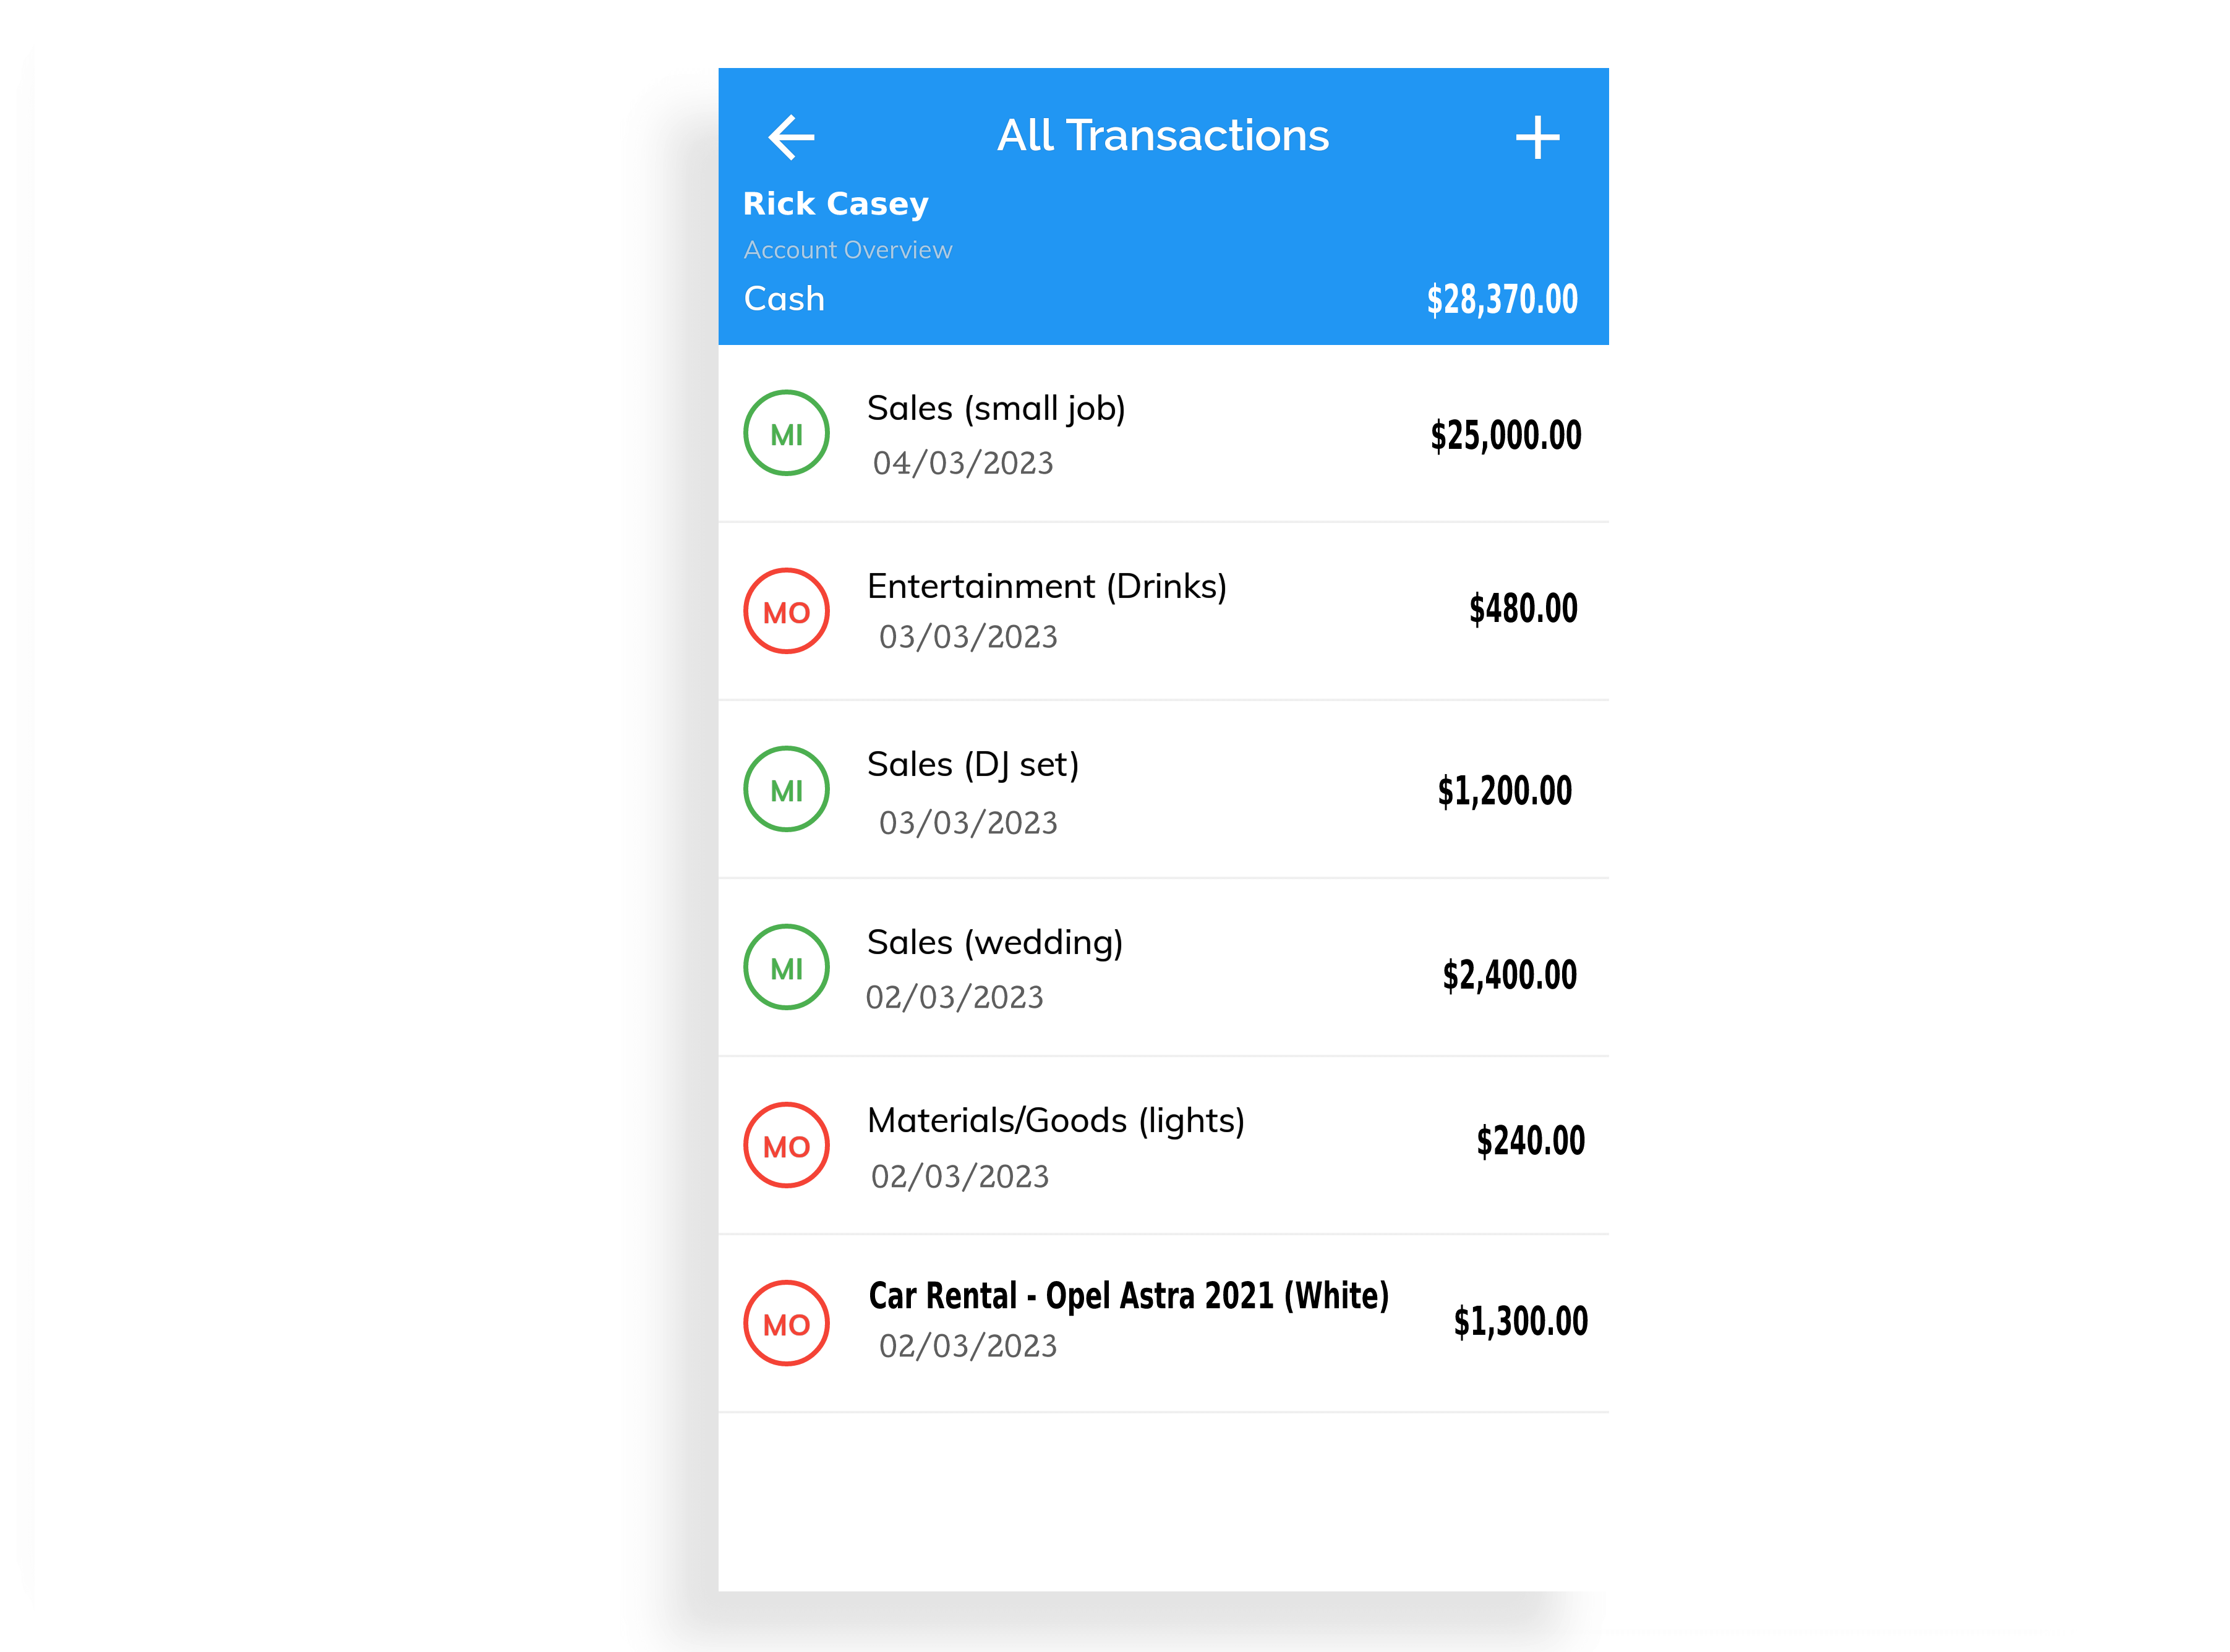 All Transactions
Rick Casey
Account Overview
Cash $28,370.00
MI Sales (small job) $25,000.00
04/03/2023
MO Entertainment (Drinks) $480.00
03/03/2023
MI Sales (DJ set) $1,200.00
03/03/2023
MI Sales (wedding) $2,400.00
02/03/2023
MO Materials/Goods (lights) $240.00
02/03/2023
MO Car Rental - Opel Astra 2021 (White) $1,300.00
02/03/2023